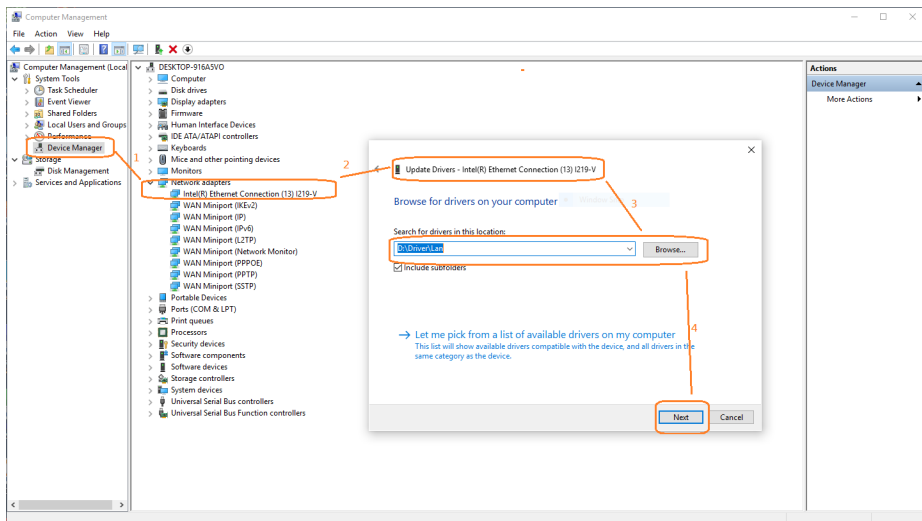 Computer Management
File Action View Help
Computer Management (Local
System Tools
Task Scheduler
Event Viewer
Shared Folders
Local Users and Groups
Performance
Device Manager
Storage
Disk Management
Services and Applications
DESKTOP-916A5VO
Computer
Disk drives
Display adapters
Firmware
Human Interface Devices
IDE ATA/ATAPI controllers
Keyboards
Mice and other pointing devices
Monitors
Network adapters
Intel(R) Ethernet Connection (13) I219-V
WAN Miniport (IKEv2)
WAN Miniport (IP)
WAN Miniport (IPv6)
WAN Miniport (L2TP)
WAN Miniport (Network Monitor)
WAN Miniport (PPPOE)
WAN Miniport (PPTP)
WAN Miniport (SSTP)
Portable Devices
Ports (COM & LPT)
Print queues
Processors
Security devices
Software components
Software devices
Storage controllers
System devices
Universal Serial Bus controllers
Universal Serial Bus Function controllers
1
2
Update Drivers - Intel(R) Ethernet Connection (13) I219-V
Browse for drivers on your computer
3
Search for drivers in this location:
D:\Driver\Lan
Browse...
Include subfolders
4
Let me pick from a list of available drivers on my computer
This list will show available drivers compatible with the device, and all drivers in the
same category as the device.
Next Cancel
Actions
Device Manager
More Actions